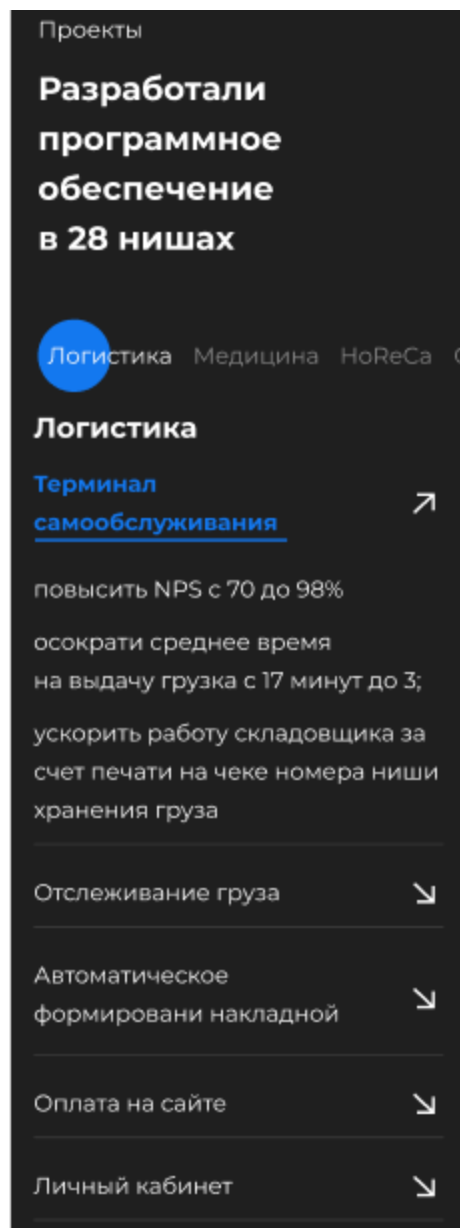 Проекты
Разработали
программное
обеспечение
в 28 нишах
Логистика Медицина HoReCa
Логистика
Терминал
самообслуживания
повысить NPS с 70 до 98%
осократи среднее время
на выдачу грузка с 17 минут до 3;
ускорить работу складовщика за
счет печати на чеке номера ниши
хранения груза
Отслеживание груза
Автоматическое
формировани накладной
Оплата на сайте
Личный кабинет